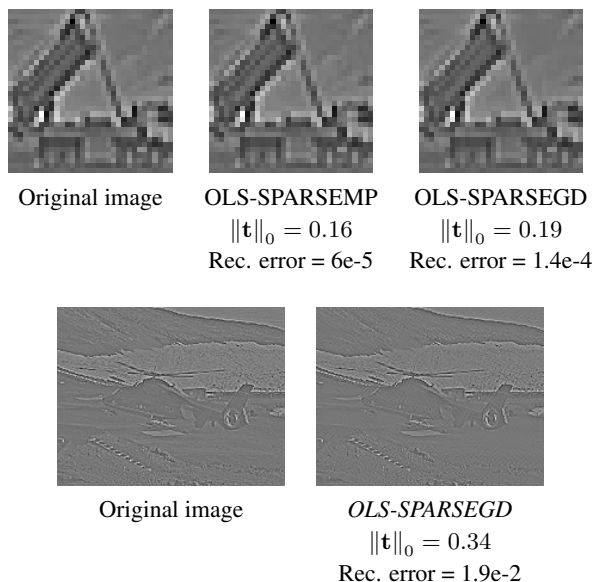 Original image
OLS-SPARSEMP
‖t‖₀ = 0.16
Rec. error = 6e-5
OLS-SPARSEGD
‖t‖₀ = 0.19
Rec. error = 1.4e-4
Original image
OLS-SPARSEGD
‖t‖₀ = 0.34
Rec. error = 1.9e-2